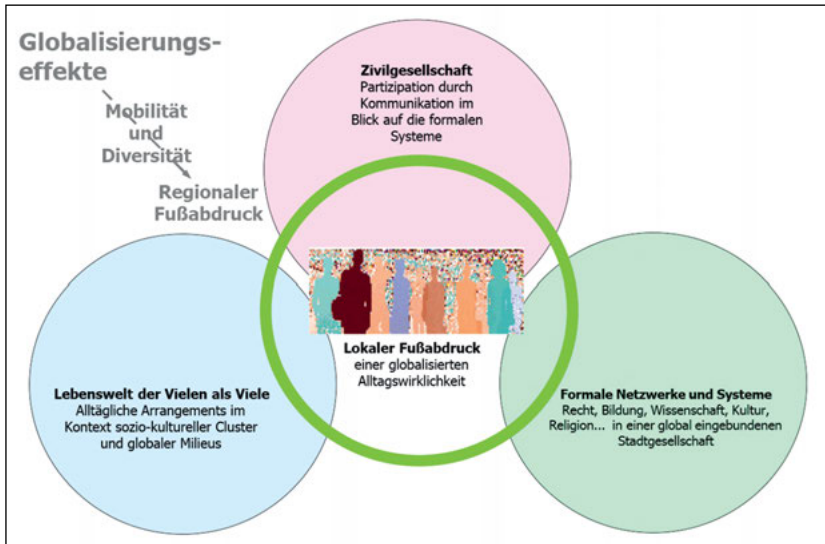 Globalisierungs-
effekte
Mobilität
und
Diversität
Regionaler
Fußabdruck
Zivilgesellschaft
Partizipation durch
Kommunikation im
Blick auf die formalen
Systeme
Lokaler Fußabdruck
einer globalisierten
Alltagswirklichkeit
Lebenswelt der Vielen als Viele
Alltägliche Arrangements im
Kontext sozio-kultureller Cluster
und globaler Milieus
Formale Netzwerke und Systeme
Recht, Bildung, Wissenschaft, Kultur,
Religion... in einer global eingebundenen
Stadtgesellschaft